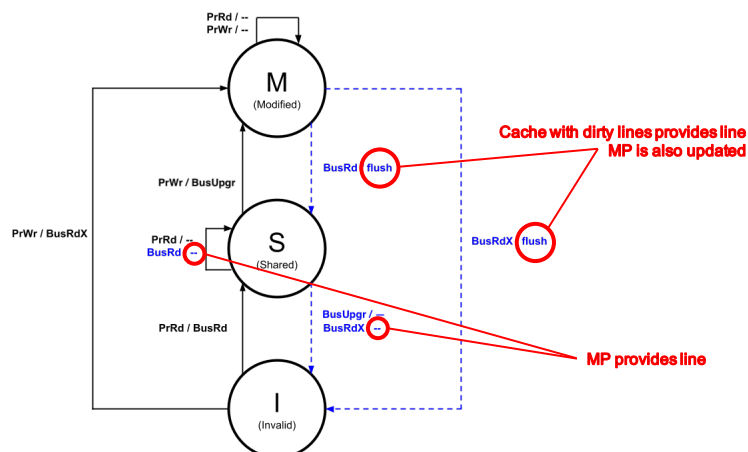 PrRd / --
PrWr / --
M
(Modified)
Cache with dirty lines provides line
MP is also updated
BusRd flush
PrWr / BusUpgr
PrWr / BusRdX
PrRd / --
BusRd --
S
(Shared)
BusRdX flush
BusUpgr / —
BusRdX --
PrRd / BusRd
MP provides line
I
(Invalid)